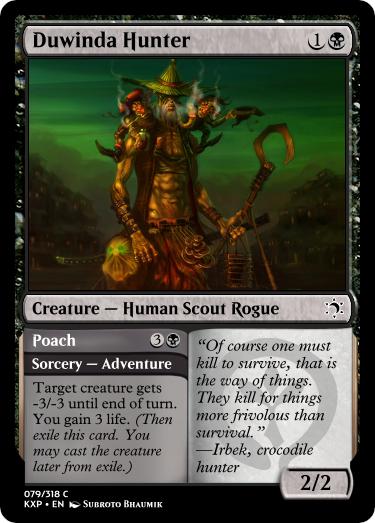 Duwinda Hunter 1
Creature — Human Scout Rogue
Poach 3
Sorcery — Adventure
Target creature gets
-3/-3 until end of turn.
You gain 3 life. (Then
exile this card. You
may cast the creature
later from exile.)
“Of course one must
kill to survive, that is
the way of things.
They kill for things
more frivolous than
survival.”
—Irbek, crocodile
hunter
2/2
079/318 C
KXP • EN Subroto Bhaumik